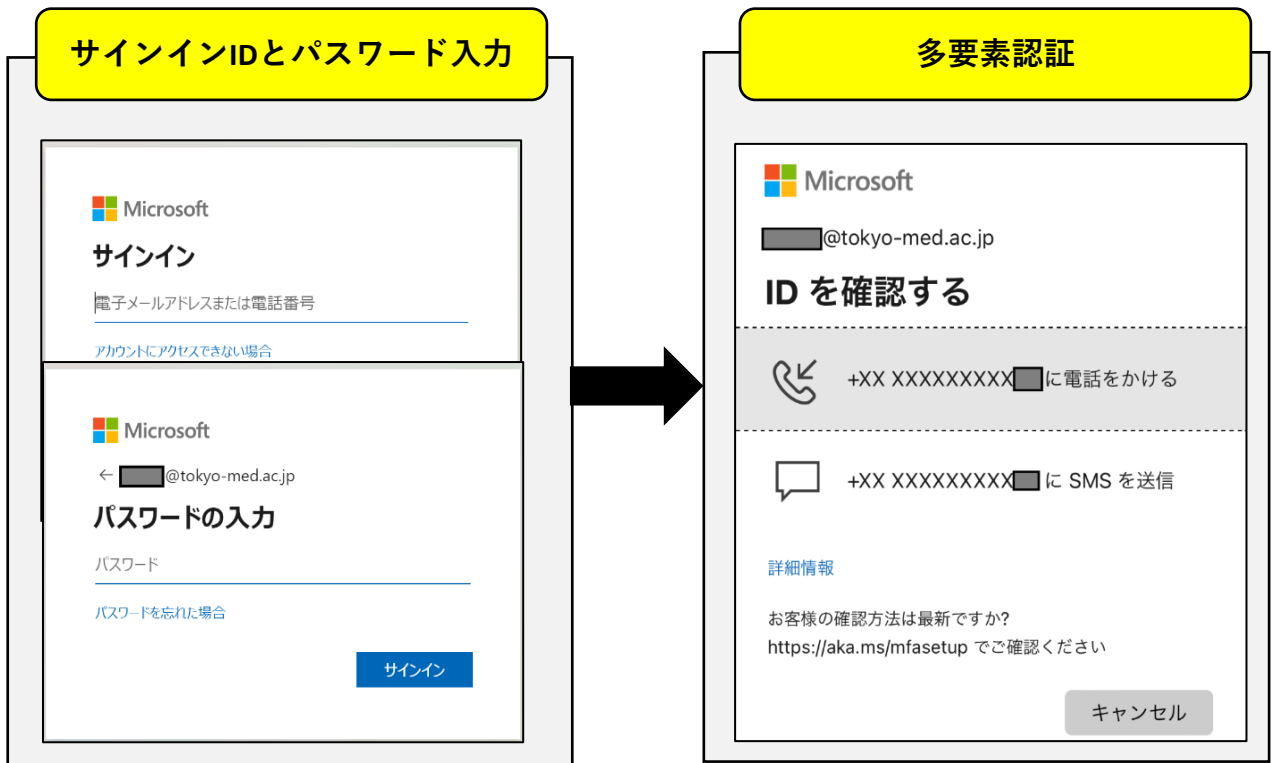 サインインIDとパスワード入力
Microsoft
サインイン
電子メールアドレスまたは電話番号
アカウントにアクセスできない場合
Microsoft
← @tokyo-med.ac.jp
パスワードの入力
パスワード
パスワードを忘れた場合
サインイン
多要素認証
Microsoft
@tokyo-med.ac.jp
ID を確認する
+XX XXXXXXXXX に電話をかける
+XX XXXXXXXXX に SMS を送信
詳細情報
お客様の確認方法は最新ですか?
https://aka.ms/mfasetup でご確認ください
キャンセル